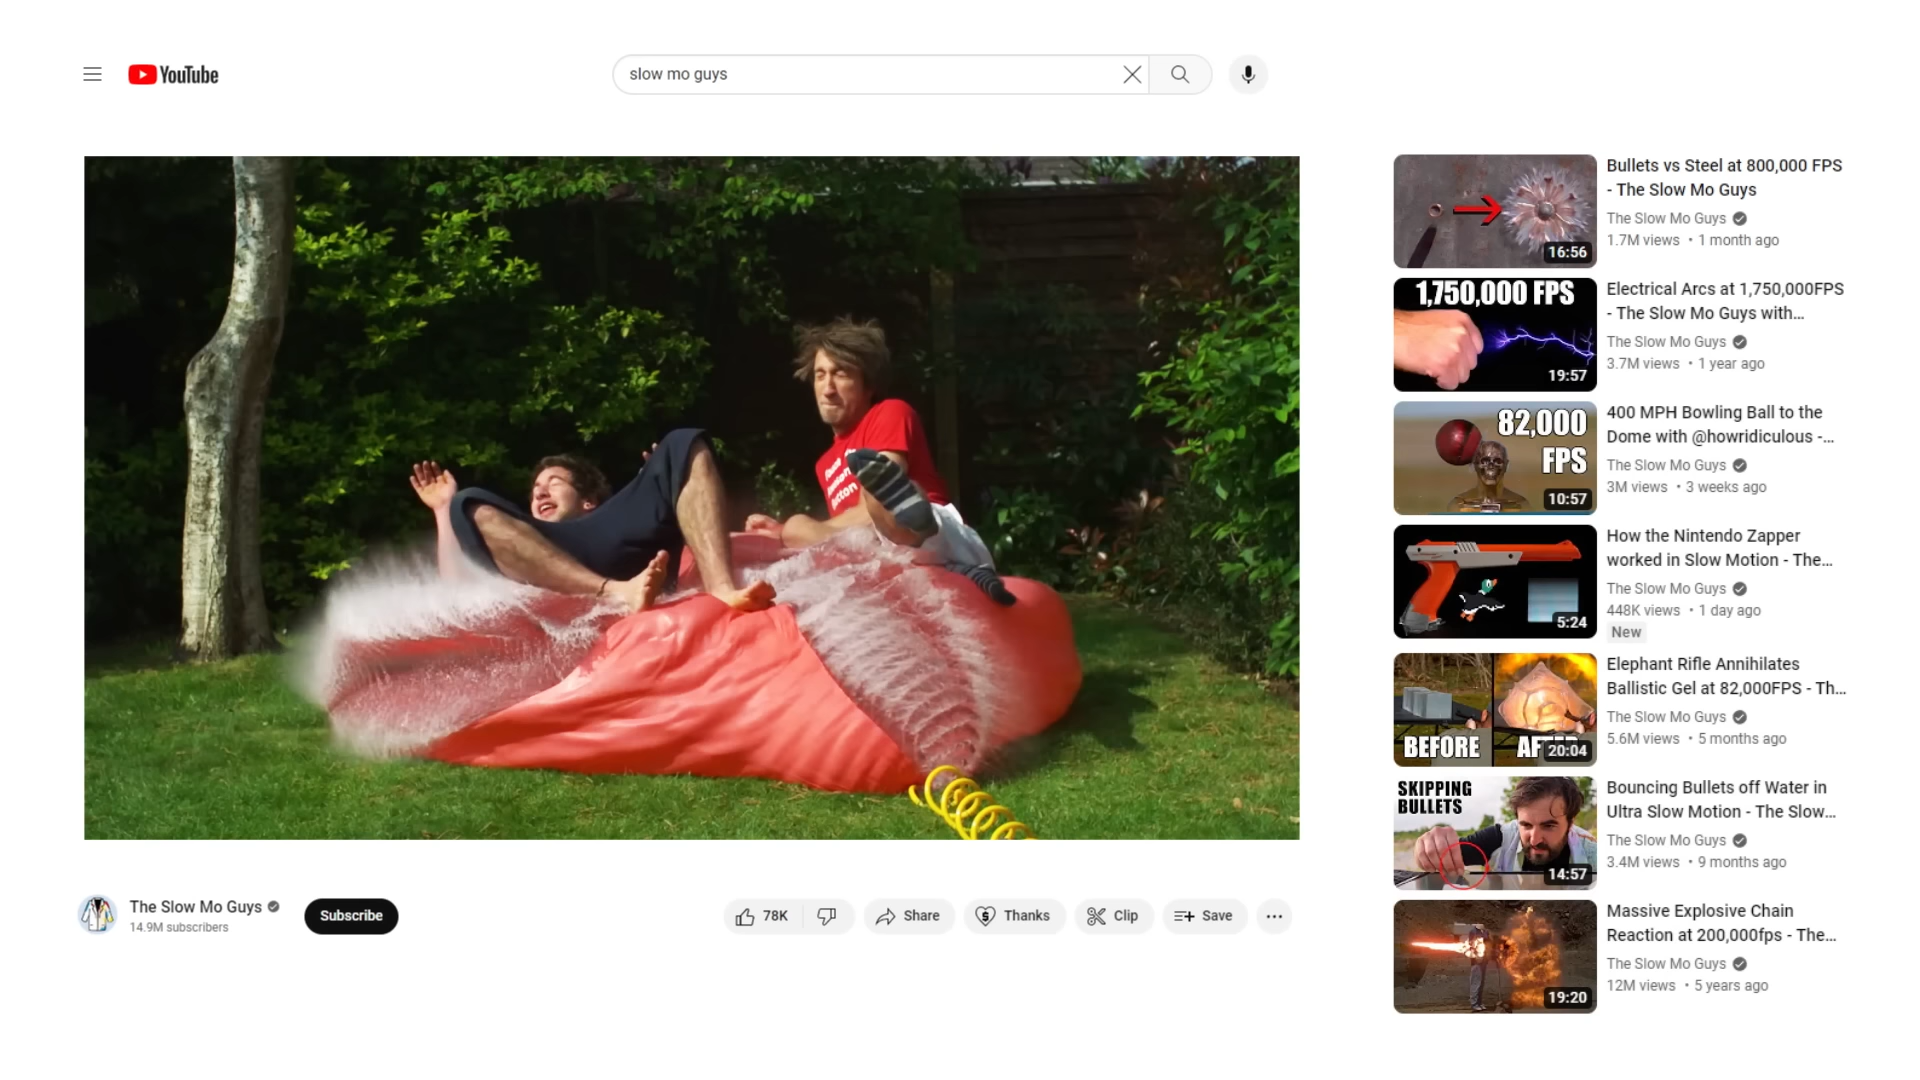 YouTube
slow mo guys
Bullets vs Steel at 800,000 FPS
- The Slow Mo Guys
The Slow Mo Guys
1.7M views • 1 month ago
16:56
1,750,000 FPS
19:57
Electrical Arcs at 1,750,000FPS
- The Slow Mo Guys with...
The Slow Mo Guys
3.7M views • 1 year ago
82,000
FPS
10:57
400 MPH Bowling Ball to the
Dome with @howridiculous -...
The Slow Mo Guys
3M views • 3 weeks ago
5:24
How the Nintendo Zapper
worked in Slow Motion - The...
The Slow Mo Guys
448K views • 1 day ago
New
BEFORE
20:04
Elephant Rifle Annihilates
Ballistic Gel at 82,000FPS - Th...
The Slow Mo Guys
5.6M views • 5 months ago
SKIPPING
BULLETS
14:57
Bouncing Bullets off Water in
Ultra Slow Motion - The Slow...
The Slow Mo Guys
3.4M views • 9 months ago
19:20
Massive Explosive Chain
Reaction at 200,000fps - The...
The Slow Mo Guys
12M views • 5 years ago
The Slow Mo Guys
14.9M subscribers
Subscribe
78K
Share
Thanks
Clip
Save